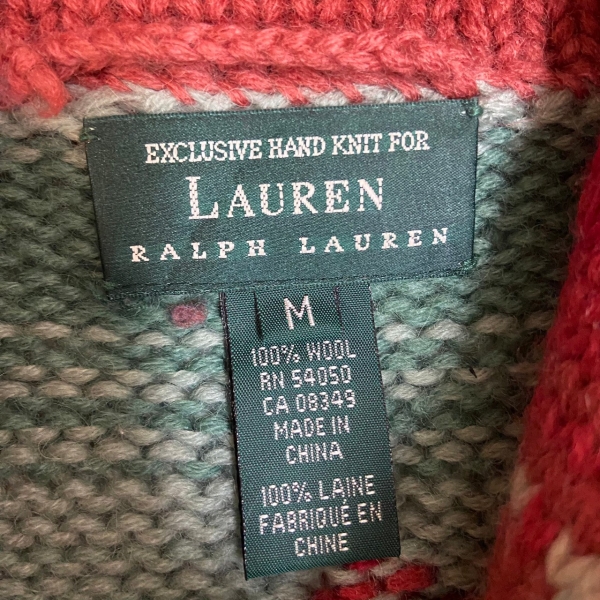 EXCLUSIVE HAND KNIT FOR
LAUREN
RALPH LAUREN
M
100% WOOL
RN 54050
CA 08349
MADE IN
CHINA
100% LAINE
FABRIQUÉ EN
CHINE